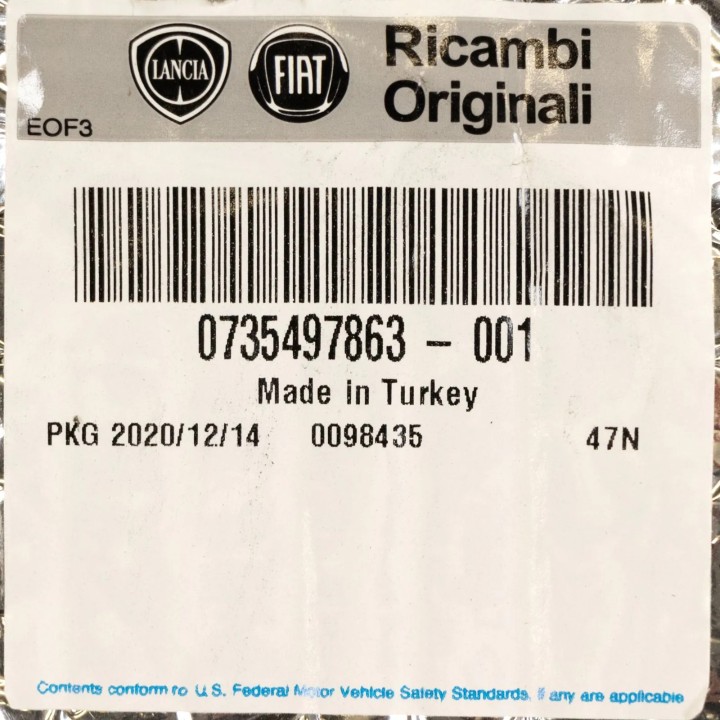 LANCIA FIAT Ricambi
Originali
EOF3
0735497863 - 001
Made in Turkey
PKG 2020/12/14 0098435 47N
Contents conform to U.S. Federal Motor Vehicle Safety Standards, if any are applicable